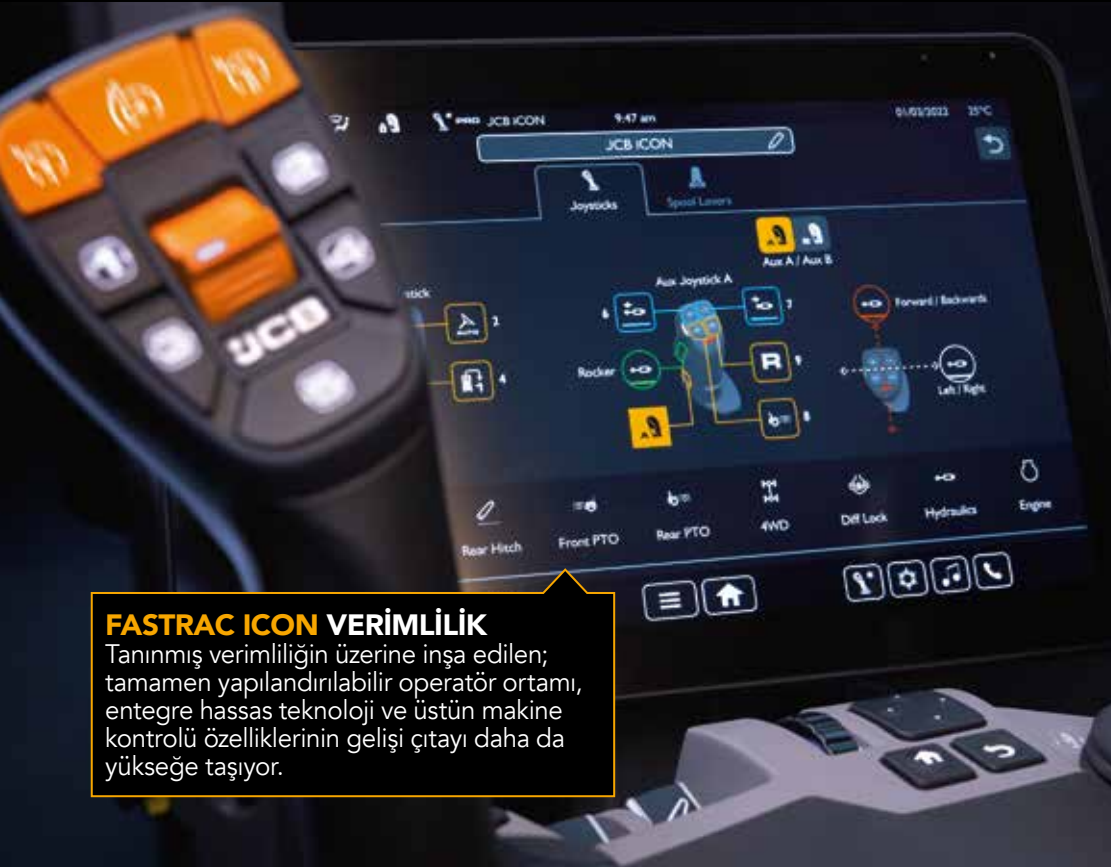 PRO JCB ICON 9:47 am 01/03/2022 25°C
JCB ICON
Joysticks Spool Levers
Aux A / Aux B
Aux Joystick A
stick
Forward / Backwards
6 7
2
Rocker R 9
4
Left / Right
8
Rear Hitch Front PTO Rear PTO 4WD Diff Lock Hydraulics Engine
JCB
FASTRAC ICON VERİMLİLİK
Tanınmış verimliliğin üzerine inşa edilen;
tamamen yapılandırılabilir operatör ortamı,
entegre hassas teknoloji ve üstün makine
kontrolü özelliklerinin gelişi çıtayı daha da
yükseğe taşıyor.